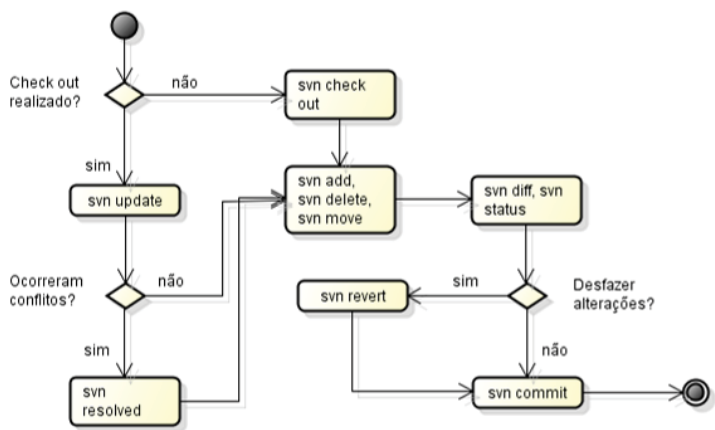 Check out
realizado?
não
svn check
out
sim
svn update
svn add,
svn delete,
svn move
svn diff, svn
status
Ocorreram
conflitos?
não
svn revert
sim
Desfazer
alterações?
sim
não
svn
resolved
svn commit